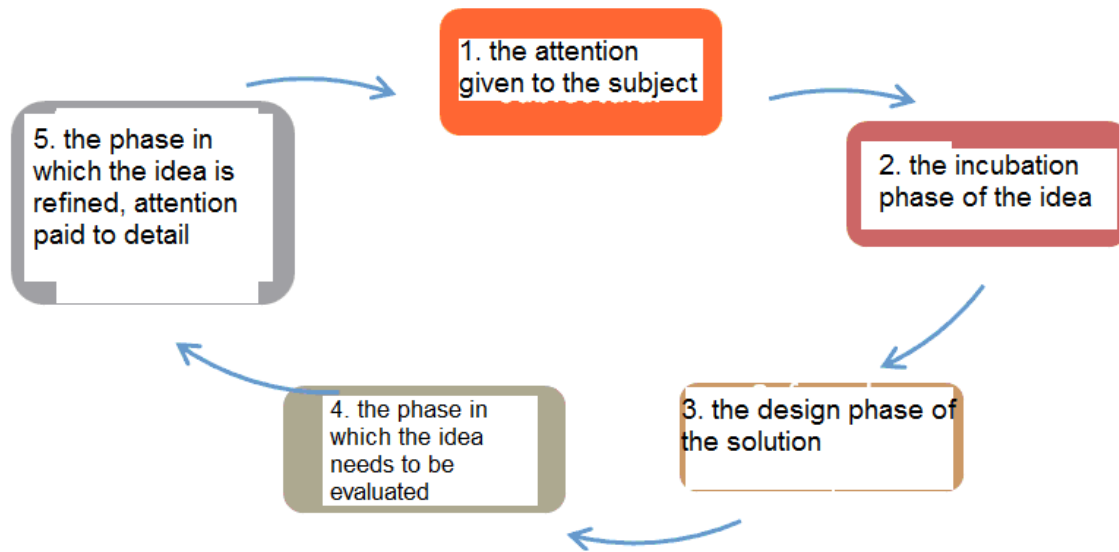 1. the attention
given to the subject
2. the incubation
phase of the idea
3. the design phase of
the solution
4. the phase in
which the idea
needs to be
evaluated
5. the phase in
which the idea is
refined, attention
paid to detail